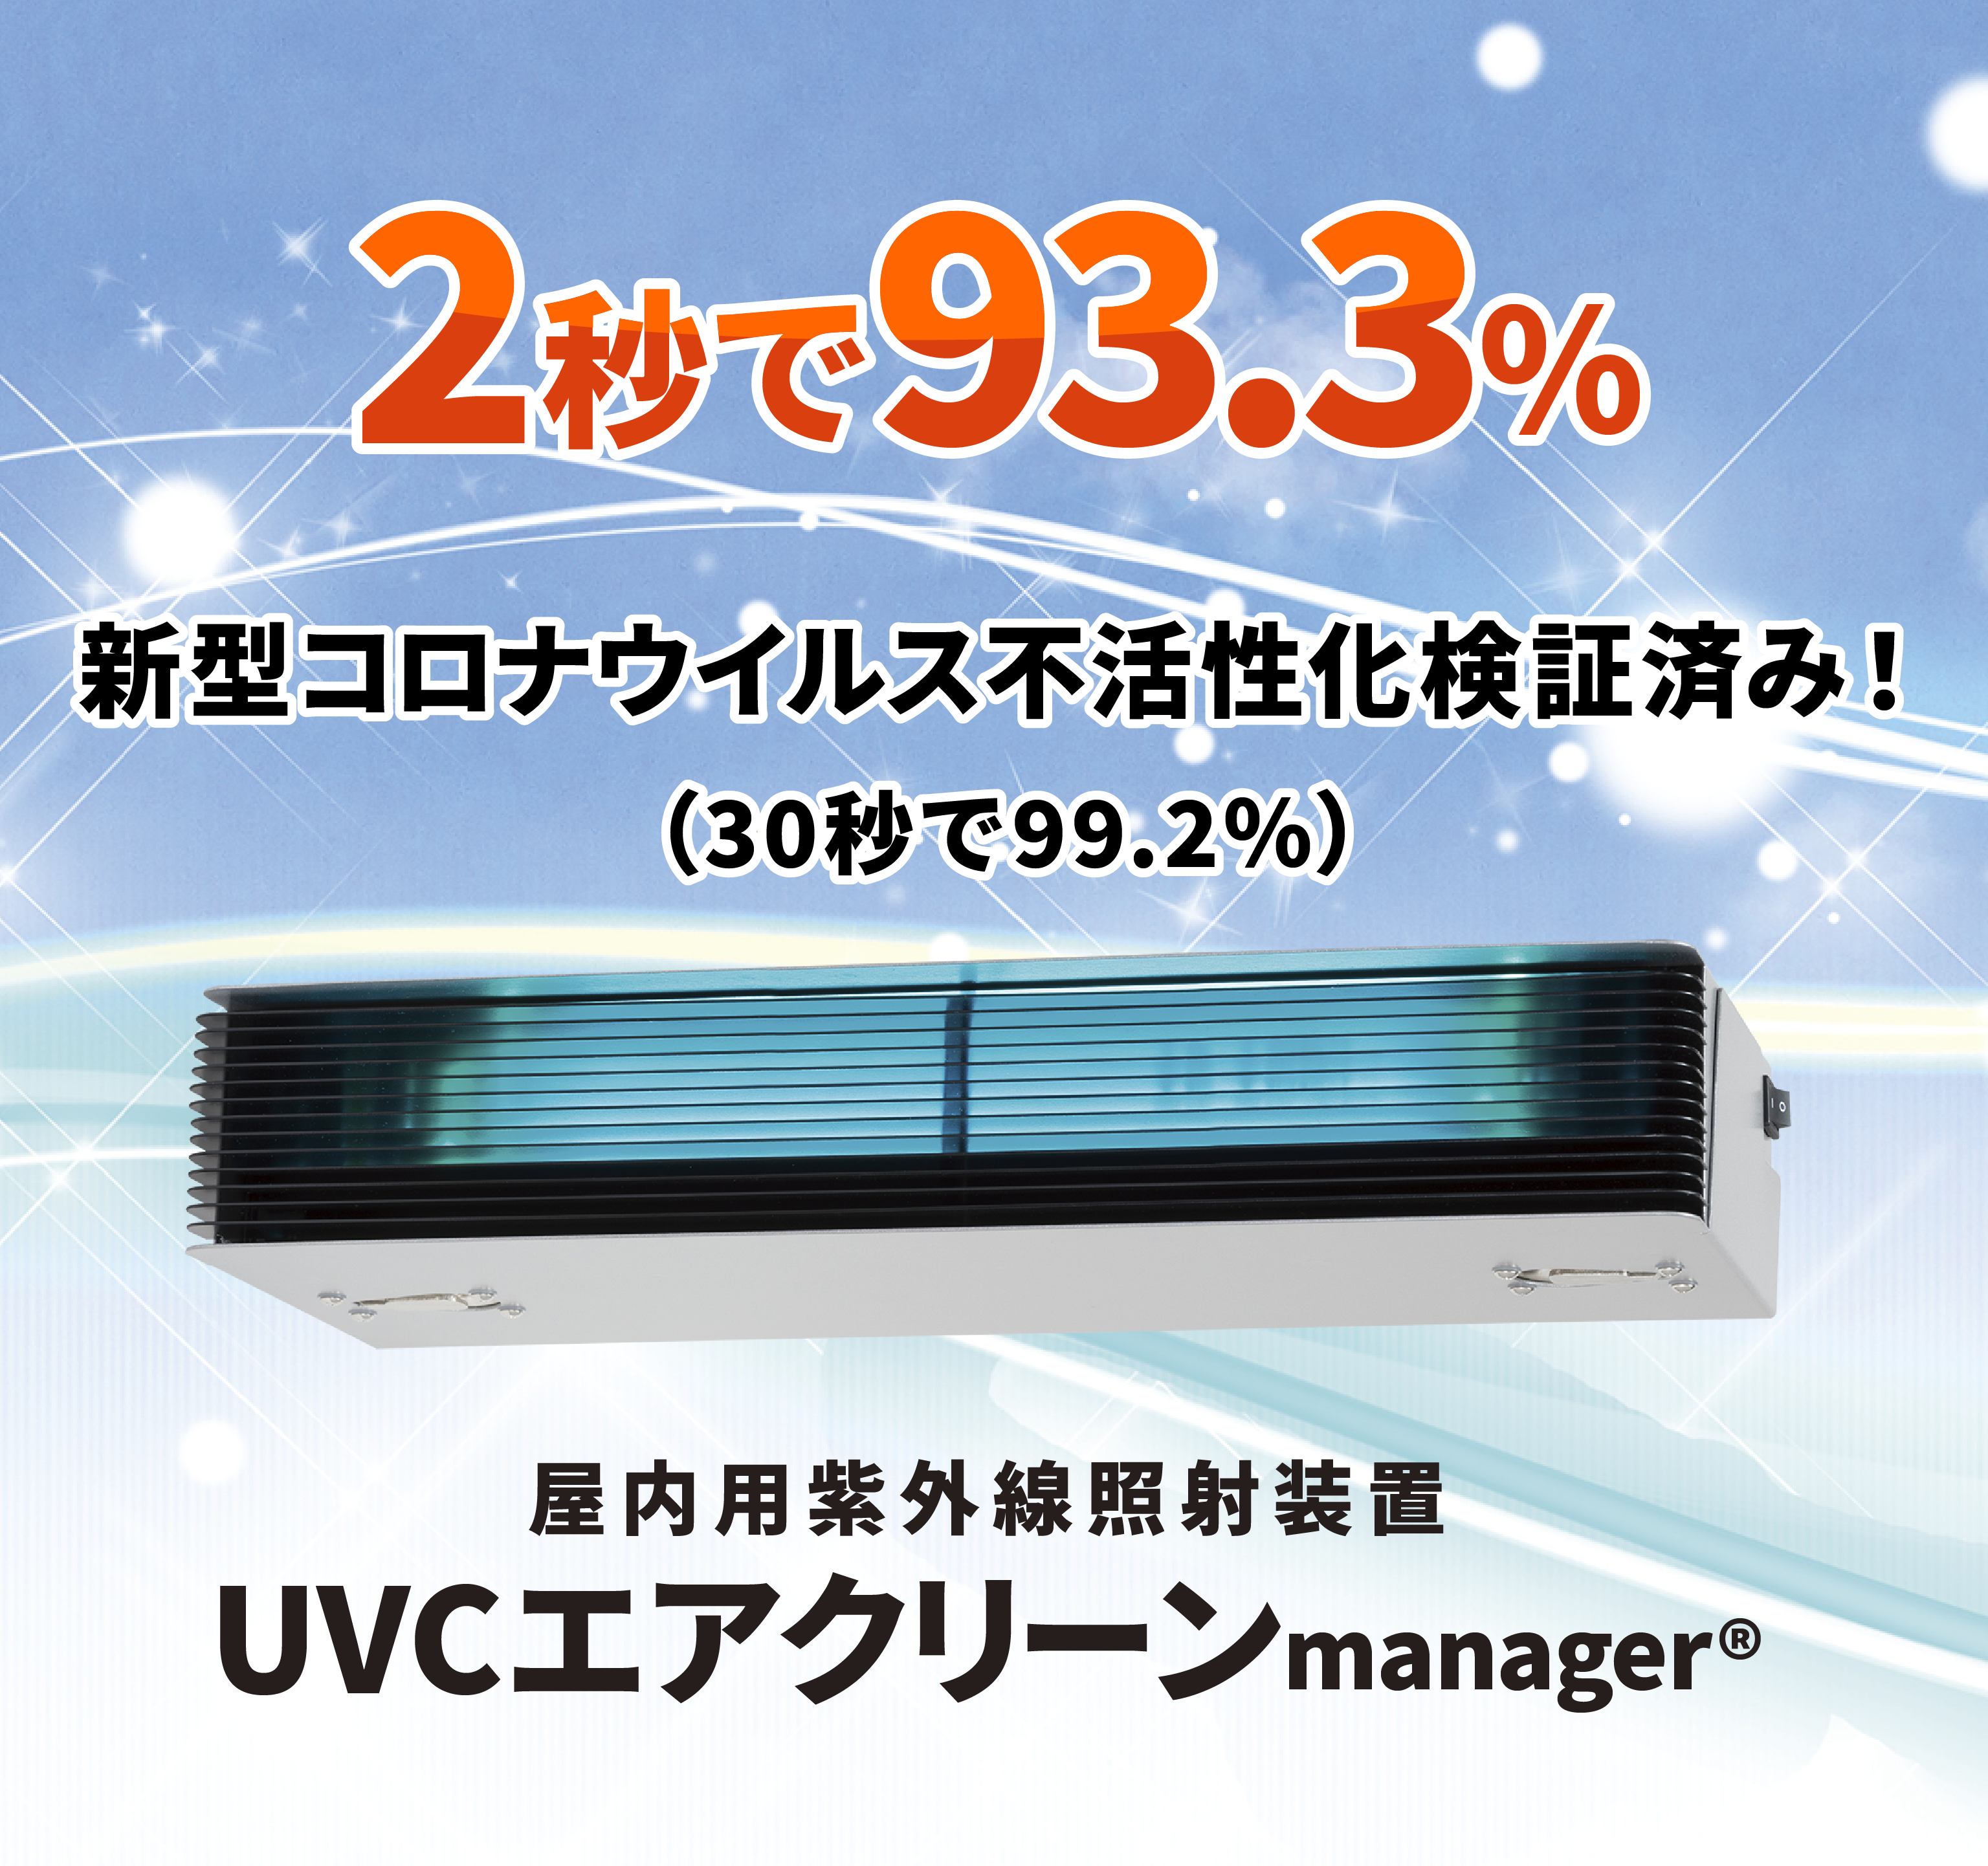 2秒で93.3%
新型コロナウイルス不活性化検証済み！
（30秒で99.2%）
屋内用紫外線照射装置
UVCエアクリーンmanager®